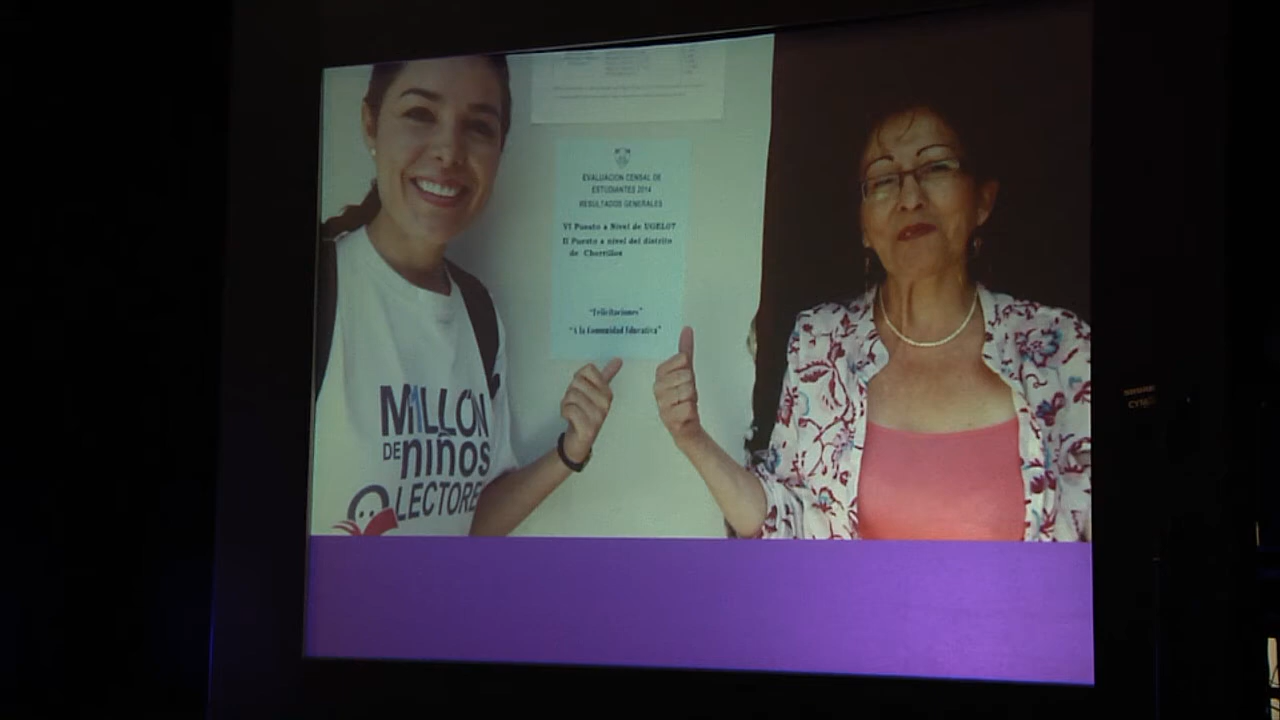 EVALUACION CENSAL DE
ESTUDIANTES 2014
RESULTADOS GENERALES
VI Puesto a Nivel de UGEL07
II Puesto a nivel del distrito
de Chorrillos
"Felicitaciones"
"A la Comunidad Educativa"
M1LLÓN
DE niños
LECTORE